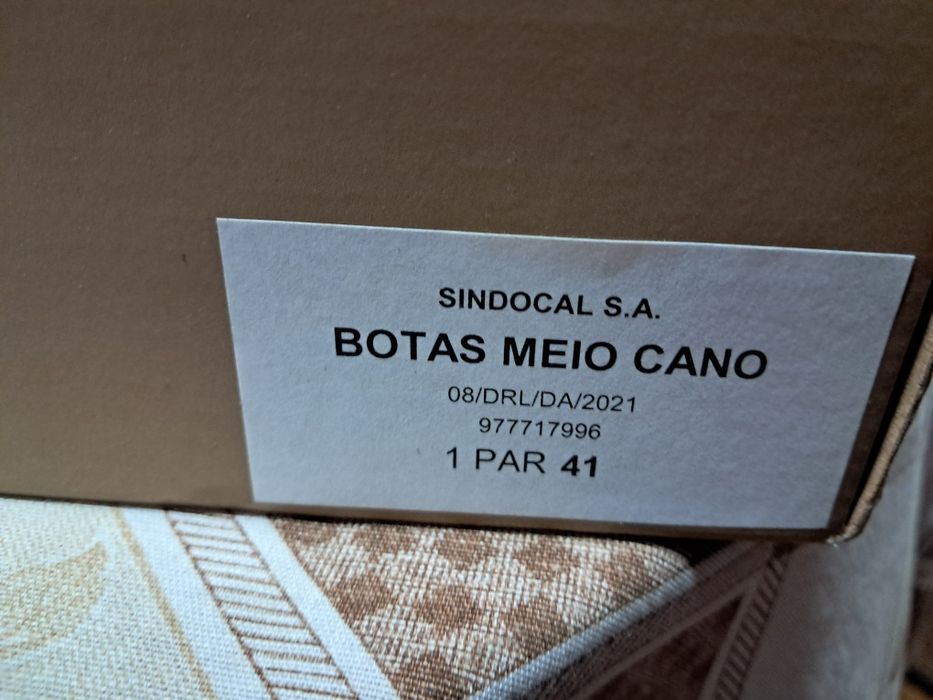 SINDOCAL S.A.
BOTAS MEIO CANO
08/DRL/DA/2021
977717996
1 PAR 41